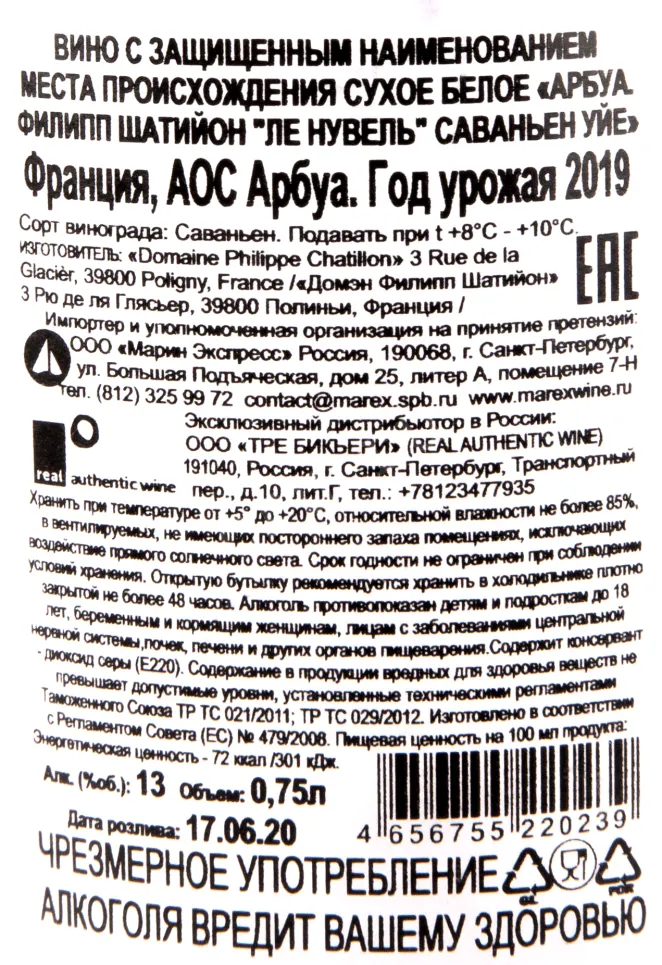 ВИНО С ЗАЩИЩЕННЫМ НАИМЕНОВАНИЕМ
МЕСТА ПРОИСХОЖДЕНИЯ СУХОЕ БЕЛОЕ «АРБУА.
ФИЛИПП ШАТИЙОН "ЛЕ НУВЕЛЬ" САВАНЬЕН УЙЕ»
Франция, АОС Арбуа. Год урожая 2019
Сорт винограда: Саваньен. Подавать при t +8°С - +10°С.
ИЗГОТОВИТЕЛЬ: «Domaine Philippe Chatillon» 3 Rue de la
Glacièr, 39800 Poligny, France /«Домэн Филипп Шатийон»
3 Рю де ля Глясьер, 39800 Полиньи, Франция /
EAC
Импортер и уполномоченная организация на принятие претензий:
ООО «Марин Экспресс» Россия, 190068, г. Санкт-Петербург,
ул. Большая Подъяческая, дом 25, литер А, помещение 7-Н
тел. (812) 325 99 72 contact@marex.spb.ru www.marexwine.ru
Эксклюзивный дистрибьютор в России:
ООО «ТРЕ БИКЬЕРИ» (REAL AUTHENTIC WINE)
191040, Россия, г. Санкт-Петербург, Транспортный
real authentic wine пер., д.10, лит.Г, тел.: +78123477935
Хранить при температуре от +5° до +20°С, относительной влажности не более 85%,
в вентилируемых, не имеющих постороннего запаха помещениях, исключающих
воздействие прямого солнечного света. Срок годности не ограничен при соблюдении
условий хранения. Открытую бутылку рекомендуется хранить в холодильнике плотно
закрытой не более 48 часов. Алкоголь противопоказан детям и подросткам до 18
лет, беременным и кормящим женщинам, лицам с заболеваниями центральной
нервной системы,почек, печени и других органов пищеварения.Содержит консервант
- диоксид серы (Е220). Содержание в продукции вредных для здоровья веществ не
превышает допустимые уровни, установленные техническими регламентами
Таможенного Союза ТР ТС 021/2011; ТР ТС 029/2012. Изготовлено в соответствии
с Регламентом Совета (ЕС) № 479/2008. Пищевая ценность на 100 мл продукта:
Энергетическая ценность - 72 ккал /301 кДж.
Алк. (%об.): 13 Объем: 0,75л
Дата розлива: 17.06.20
4 656755 220239
ЧРЕЗМЕРНОЕ УПОТРЕБЛЕНИЕ
АЛКОГОЛЯ ВРЕДИТ ВАШЕМУ ЗДОРОВЬЮ